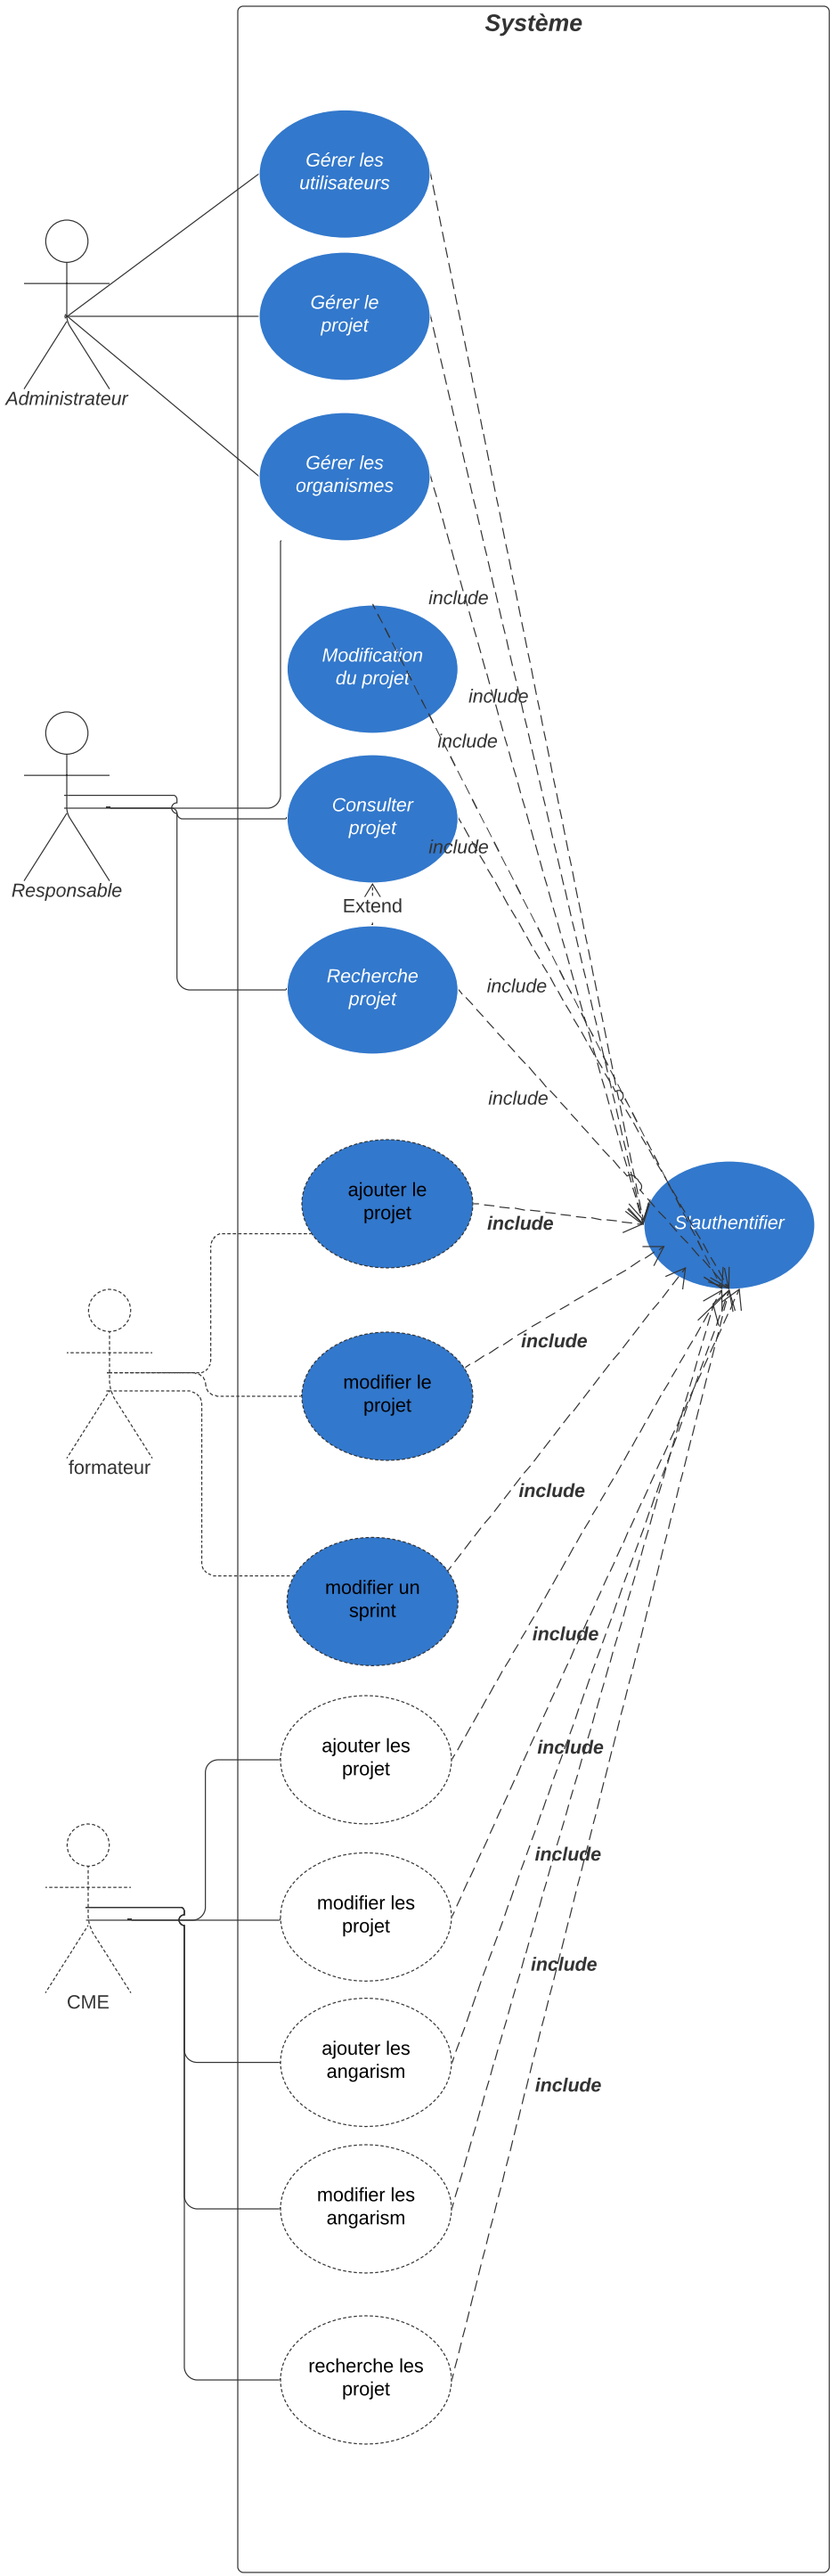 Système
Gérer les
utilisateurs
Gérer le
projet
Administrateur
Gérer les
organismes
include
Modification
du projet
include
include
Consulter
projet
include
Responsable
Extend
Recherche
projet
include
include
ajouter le
projet
include
S'authentifier
include
modifier le
projet
formateur
include
modifier un
sprint
include
ajouter les
projet
include
include
modifier les
projet
include
CME
ajouter les
angarism
include
modifier les
angarism
recherche les
projet